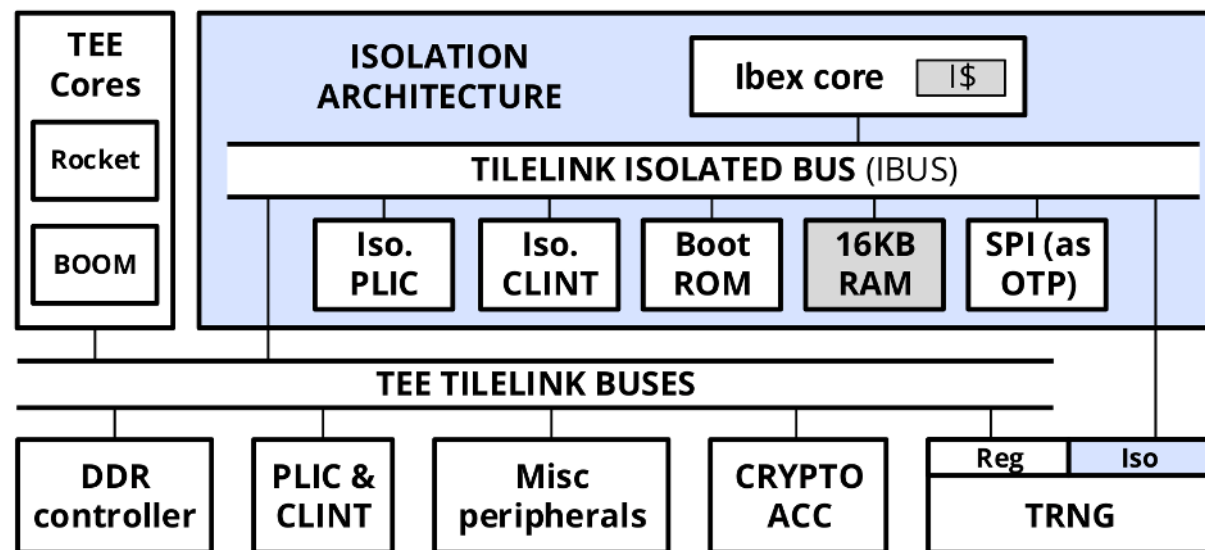 TEE
Cores
Rocket
BOOM
ISOLATION
ARCHITECTURE
Ibex core
I$
TILELINK ISOLATED BUS (IBUS)
Iso.
PLIC
Iso.
CLINT
Boot
ROM
16KB
RAM
SPI (as
OTP)
TEE TILELINK BUSES
DDR
controller
PLIC &
CLINT
Misc
peripherals
CRYPTO
ACC
Reg
Iso
TRNG